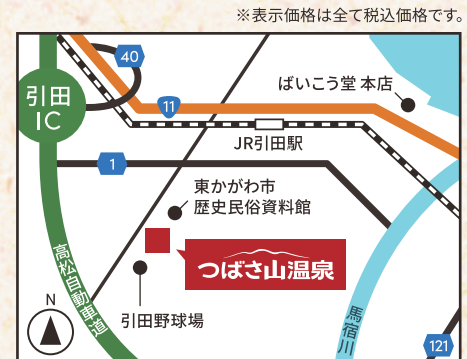 ※表示価格は全て税込価格です。
40
引田
IC
11
ばいこう堂 本店
JR引田駅
1
東かがわ市
歴史民俗資料館
つばさ山温泉
高松自動車道
N
引田野球場
馬宿川
121